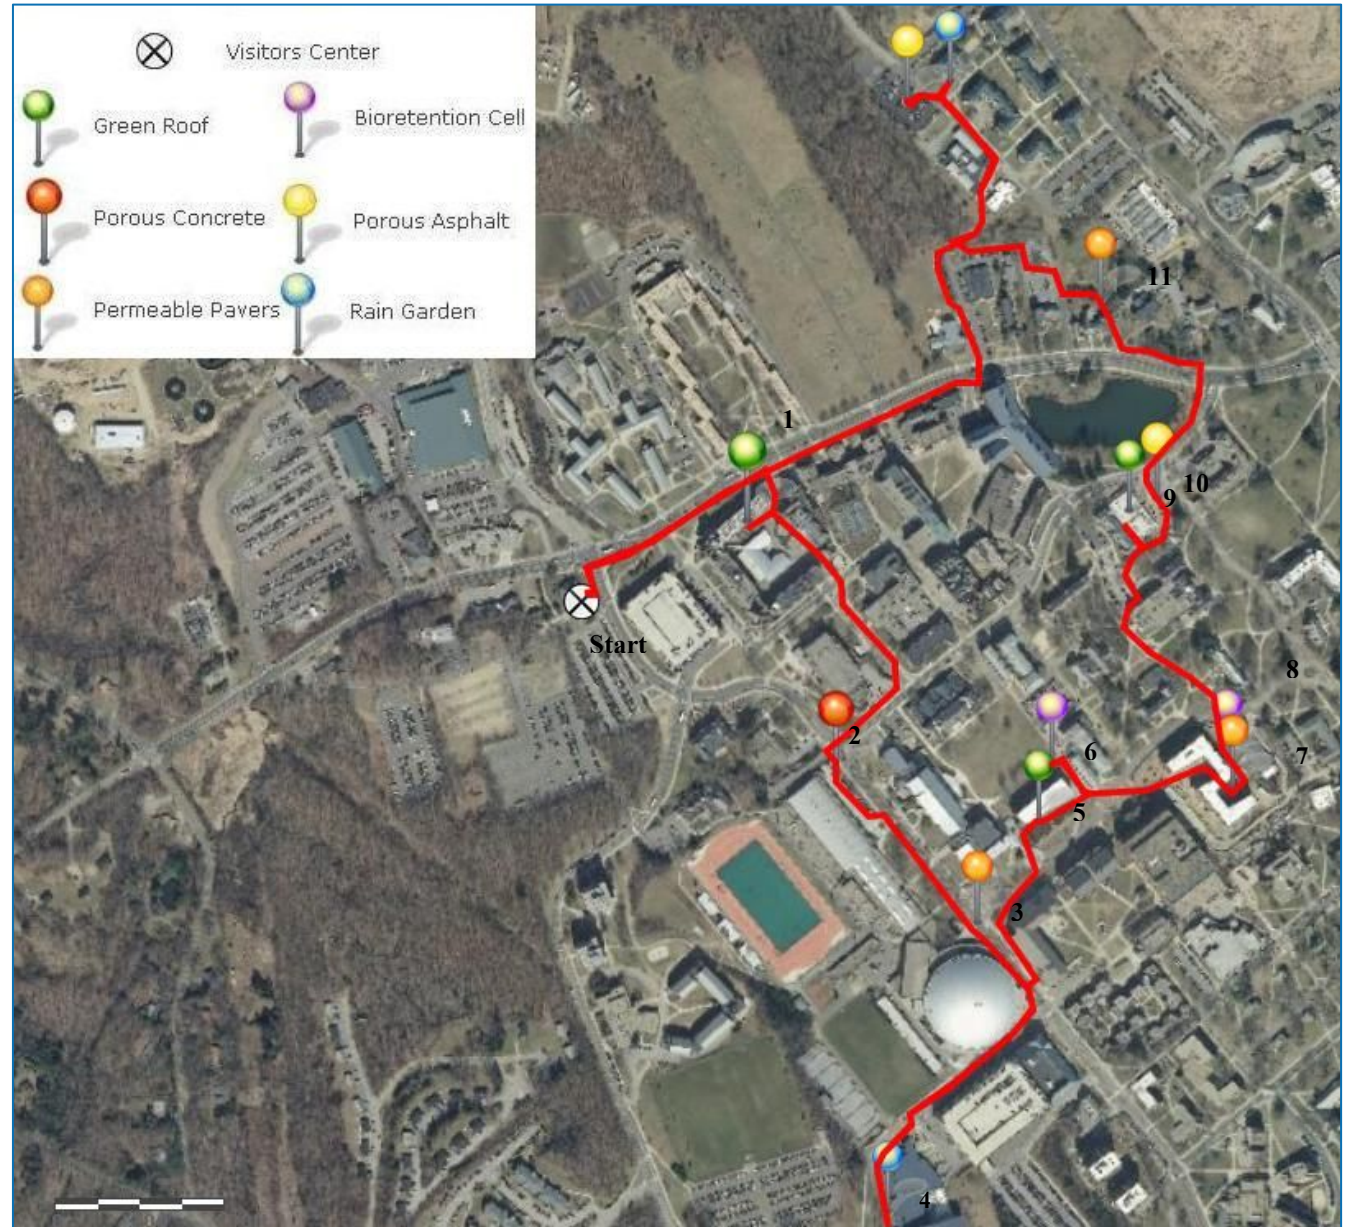 Visitors Center
Green Roof
Bioretention Cell
Porous Concrete
Porous Asphalt
Permeable Pavers
Rain Garden
11
1
10
9
Start
8
2
6
7
5
3
4